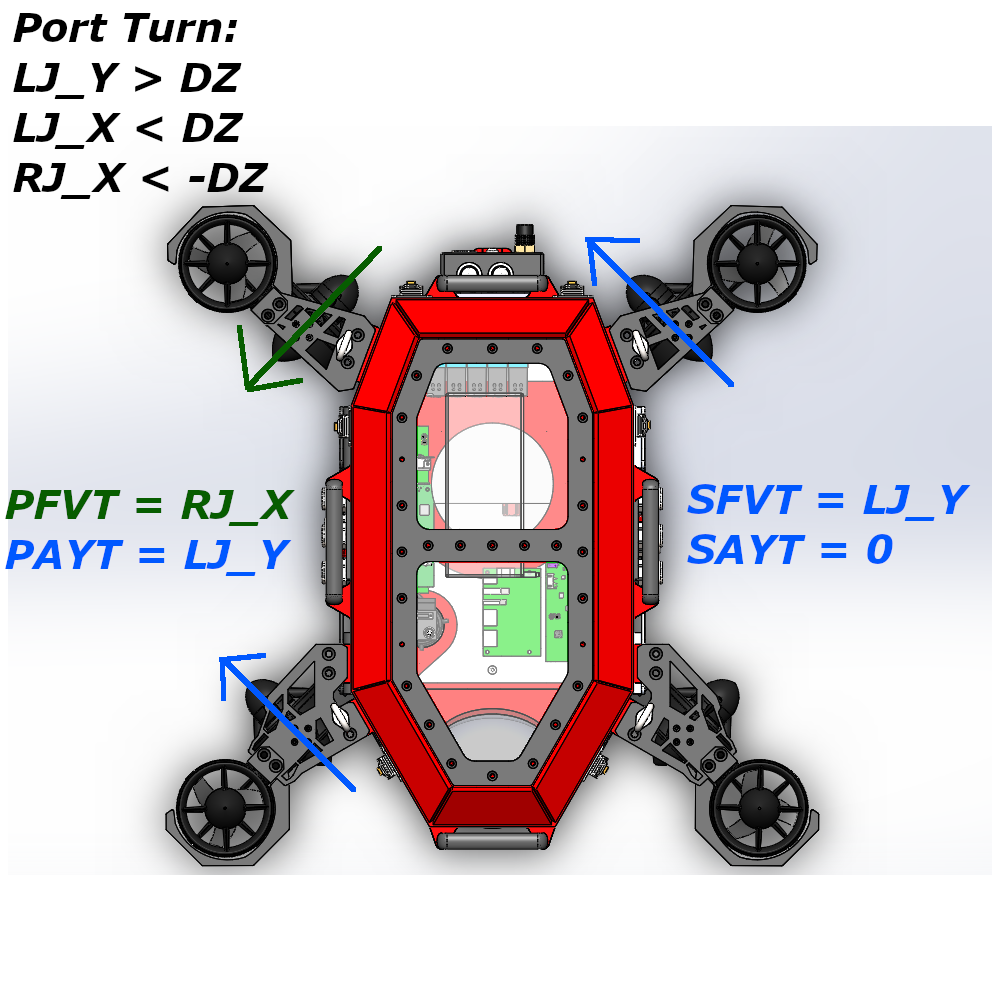 Port Turn:
LJ_Y > DZ
LJ_X < DZ
RJ_X < -DZ
PFVT = RJ_X
PAYT = LJ_Y
SFVT = LJ_Y
SAYT = 0